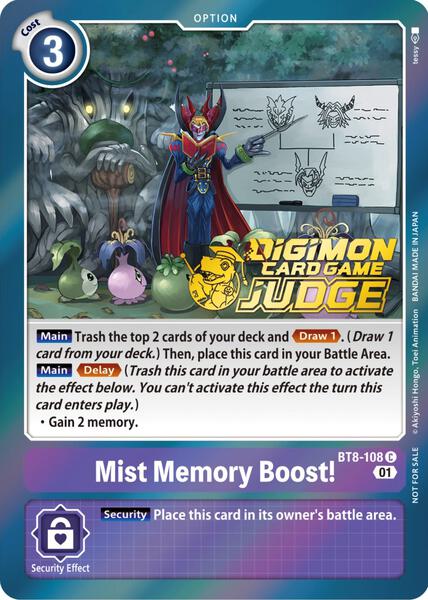 Cost
3
OPTION
tessy
DIGIMON
CARD GAME
JUDGE
Main Trash the top 2 cards of your deck and Draw 1. (Draw 1
card from your deck.) Then, place this card in your Battle Area.
Main Delay (Trash this card in your battle area to activate
the effect below. You can't activate this effect the turn this
card enters play.)
• Gain 2 memory.
© Akiyoshi Hongo, Toei Animation BANDAI MADE IN JAPAN
NOT FOR SALE
BT8-108 C
Mist Memory Boost!
01
Security Place this card in its owner's battle area.
Security Effect